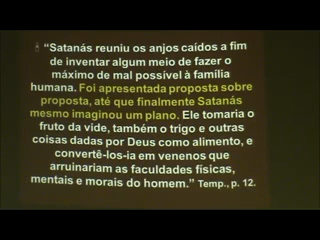 “Satanás reuniu os anjos caídos a fim
de inventar algum meio de fazer o
máximo de mal possível à família
humana. Foi apresentada proposta sobre
proposta, até que finalmente Satanás
mesmo imaginou um plano. Ele tomaria o
fruto da vide, também o trigo e outras
coisas dadas por Deus como alimento, e
convertê-los-ia em venenos que
arruinariam as faculdades físicas,
mentais e morais do homem.” Temp., p. 12.